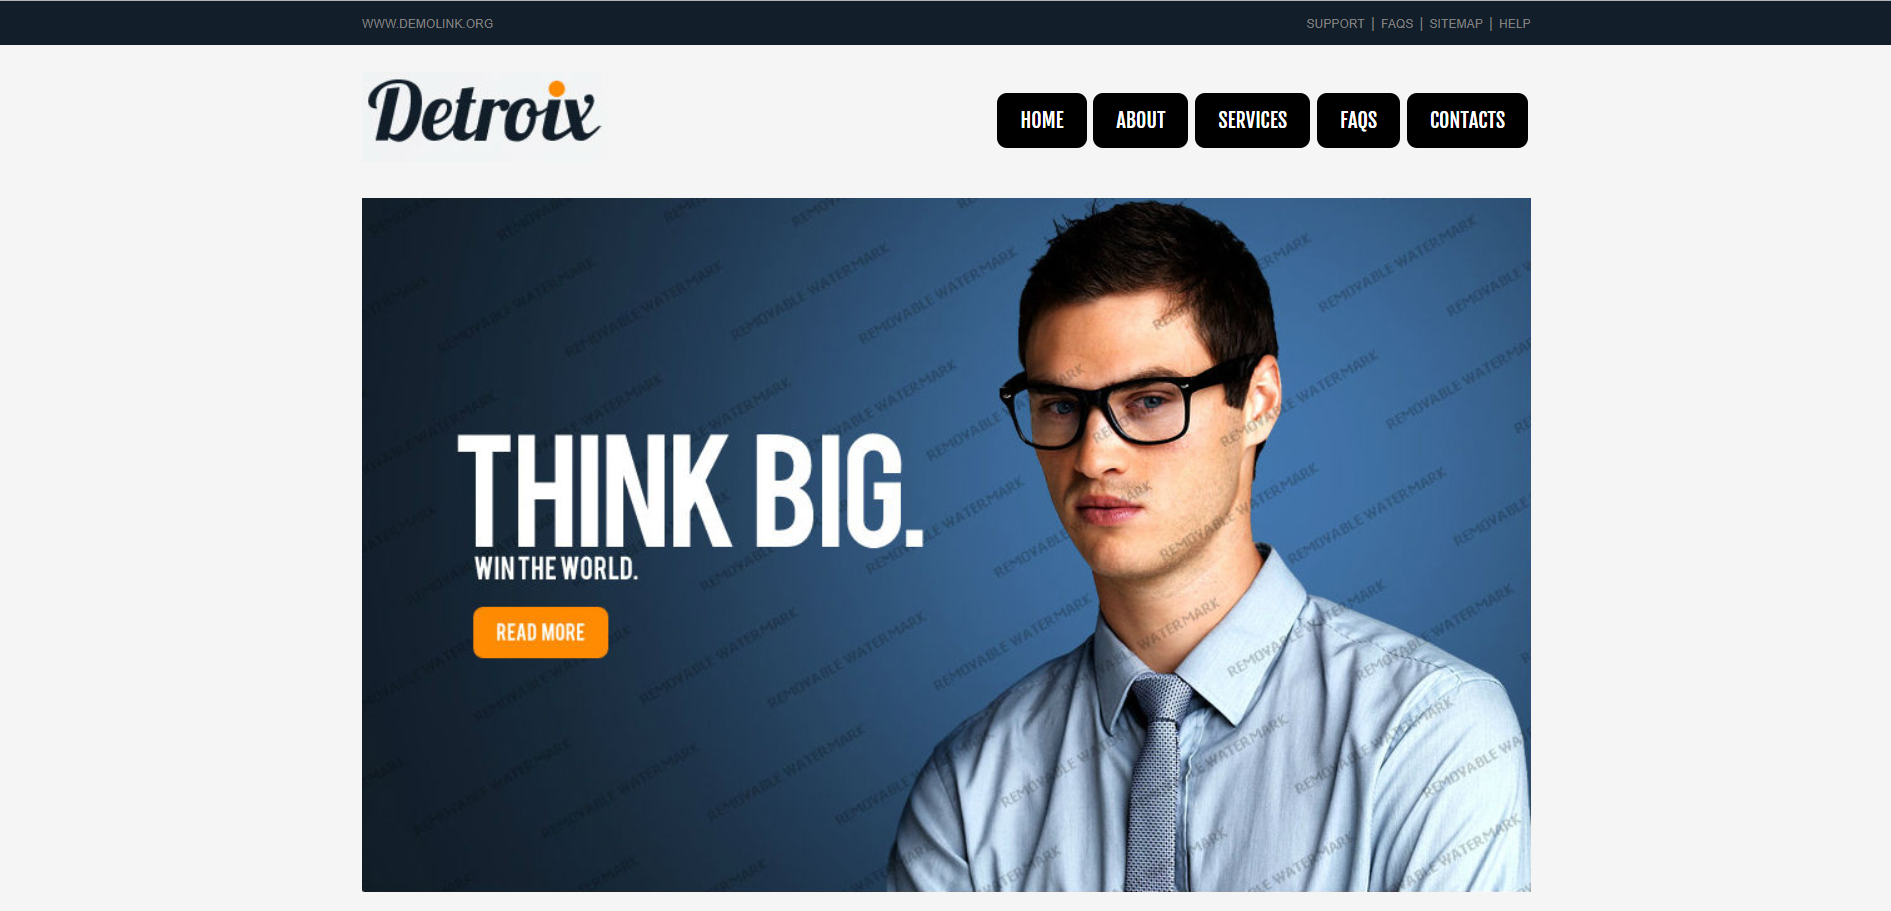 WWW.DEMOLINK.ORG
SUPPORT | FAQS | SITEMAP | HELP
Detroix
HOME ABOUT SERVICES FAQS CONTACTS
THINK BIG.
WIN THE WORLD.
READ MORE
REMOVABLE WATERMARK